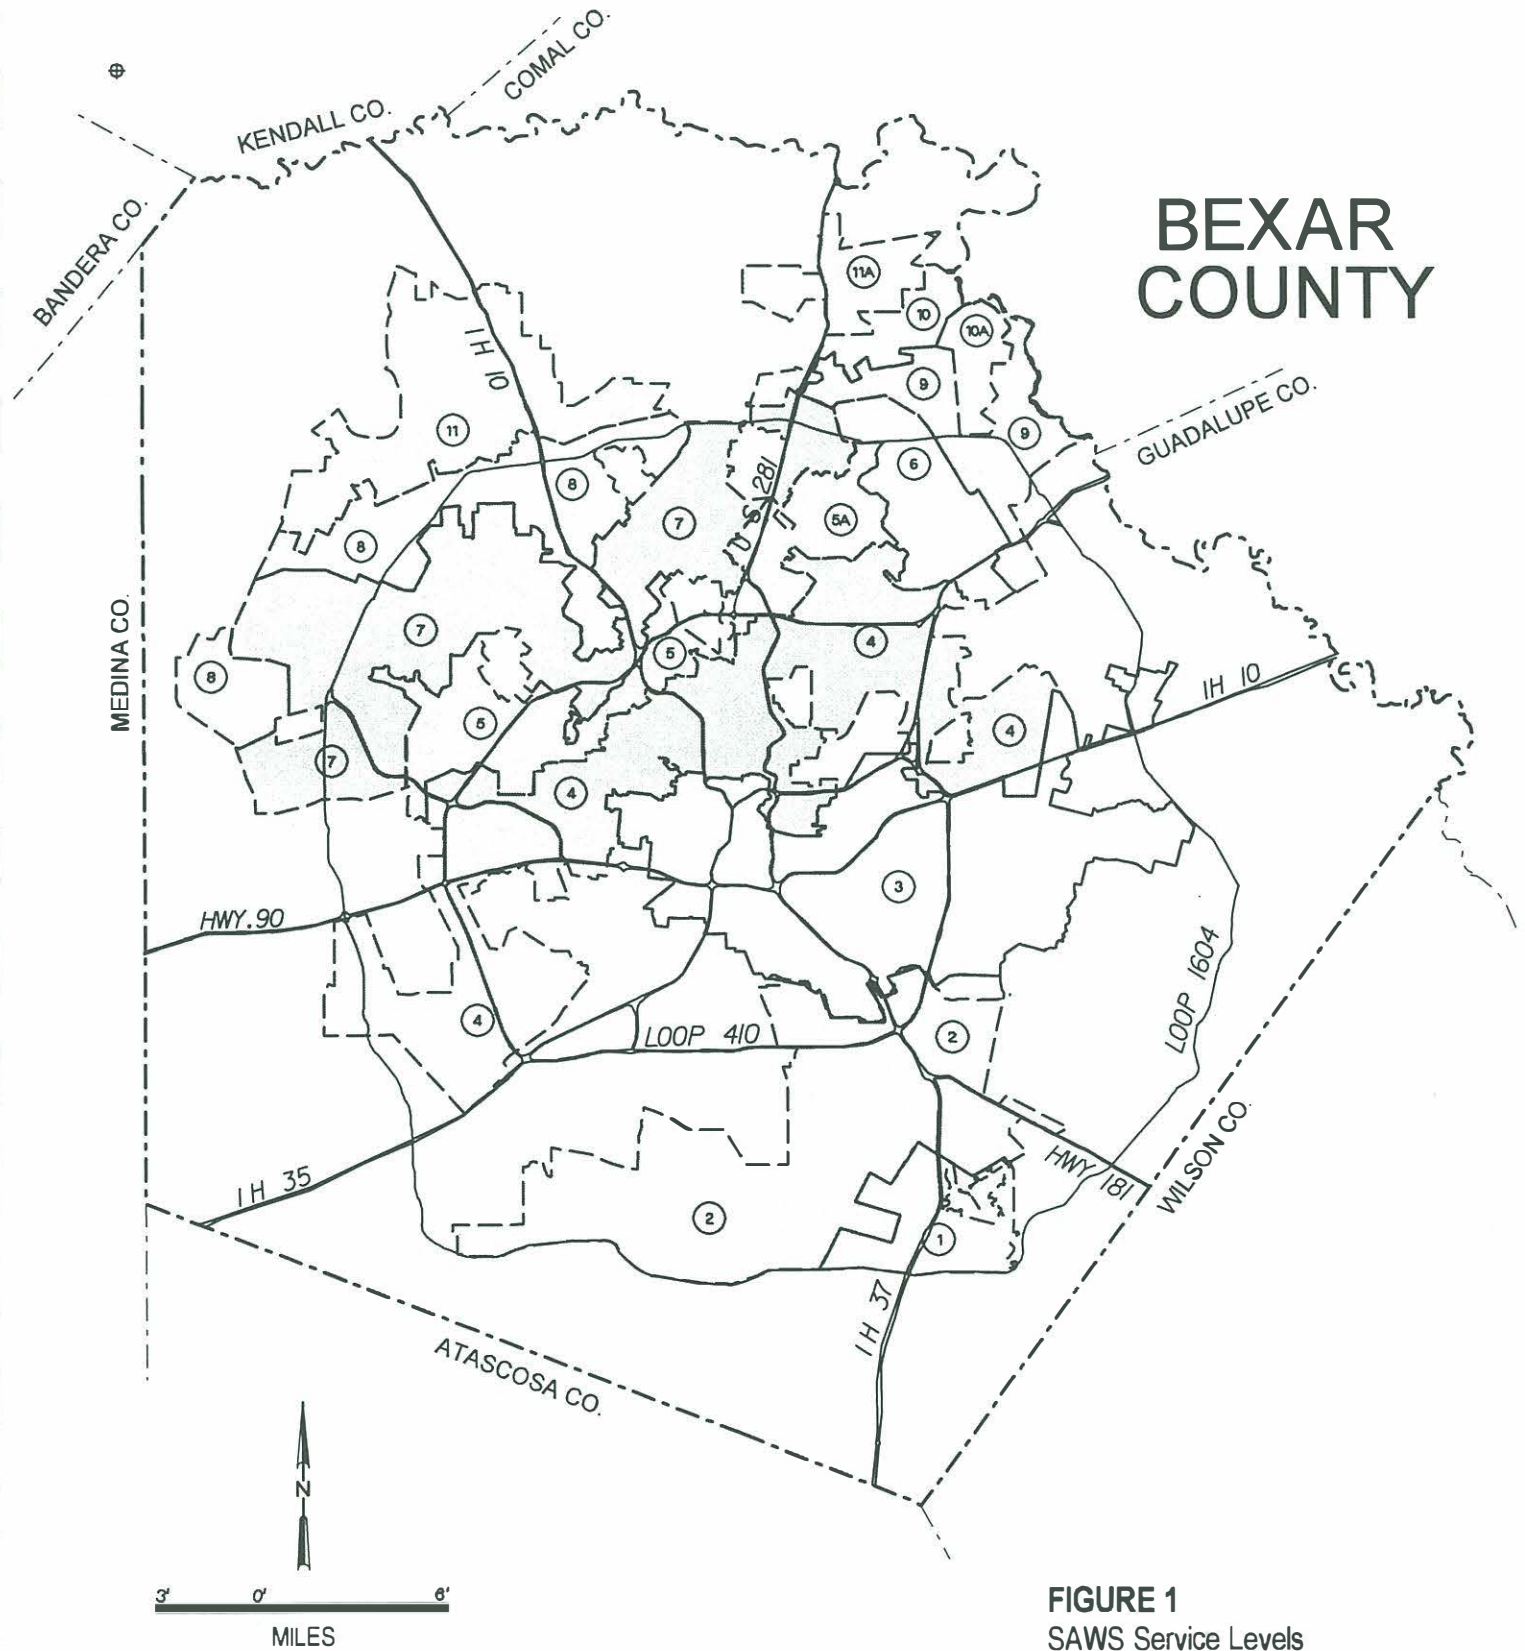 COMAL CO.
KENDALL CO.
BANDERA CO.
BEXAR
COUNTY
11A
10
10A
IH 10
9
GUADALUPE CO.
11
9
6
8
U S 281
7
5A
8
MEDINA CO.
7
4
5
8
IH 10
5
4
7
4
3
HWY. 90
LOOP 1604
4
LOOP 410
2
WILSON CO.
HWY 181
IH 35
2
1
IH 37
ATASCOSA CO.
N
3' 0' 6'
MILES
FIGURE 1
SAWS Service Levels